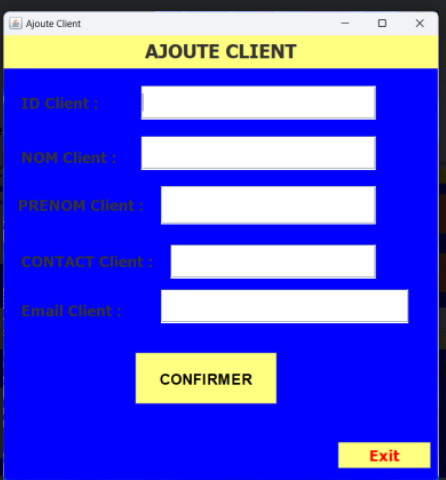 Ajoute Client
AJOUTE CLIENT
ID Client :
NOM Client :
PRENOM Client :
CONTACT Client :
Email Client :
CONFIRMER
Exit